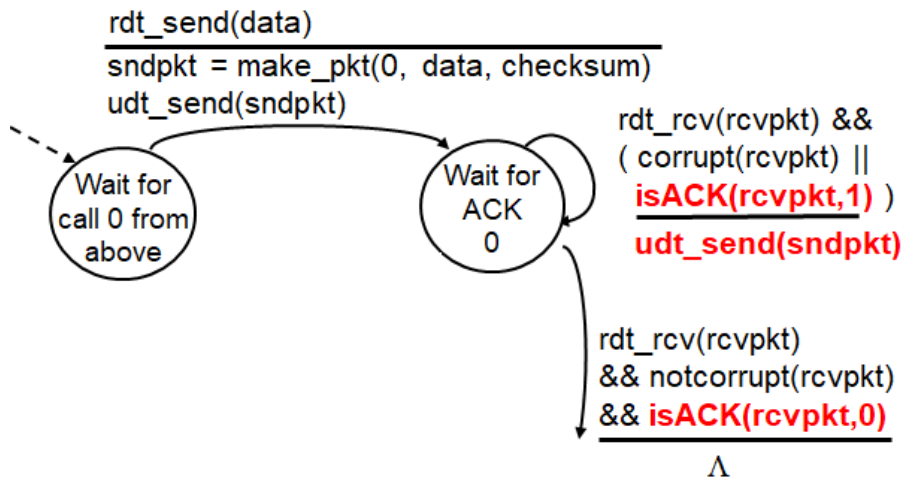 rdt_send(data)
sndpkt = make_pkt(0, data, checksum)
udt_send(sndpkt)
Wait for
call 0 from
above
Wait for
ACK
0
rdt_rcv(rcvpkt) &&
( corrupt(rcvpkt) ||
isACK(rcvpkt,1) )
udt_send(sndpkt)
rdt_rcv(rcvpkt)
&& notcorrupt(rcvpkt)
&& isACK(rcvpkt,0)
Λ